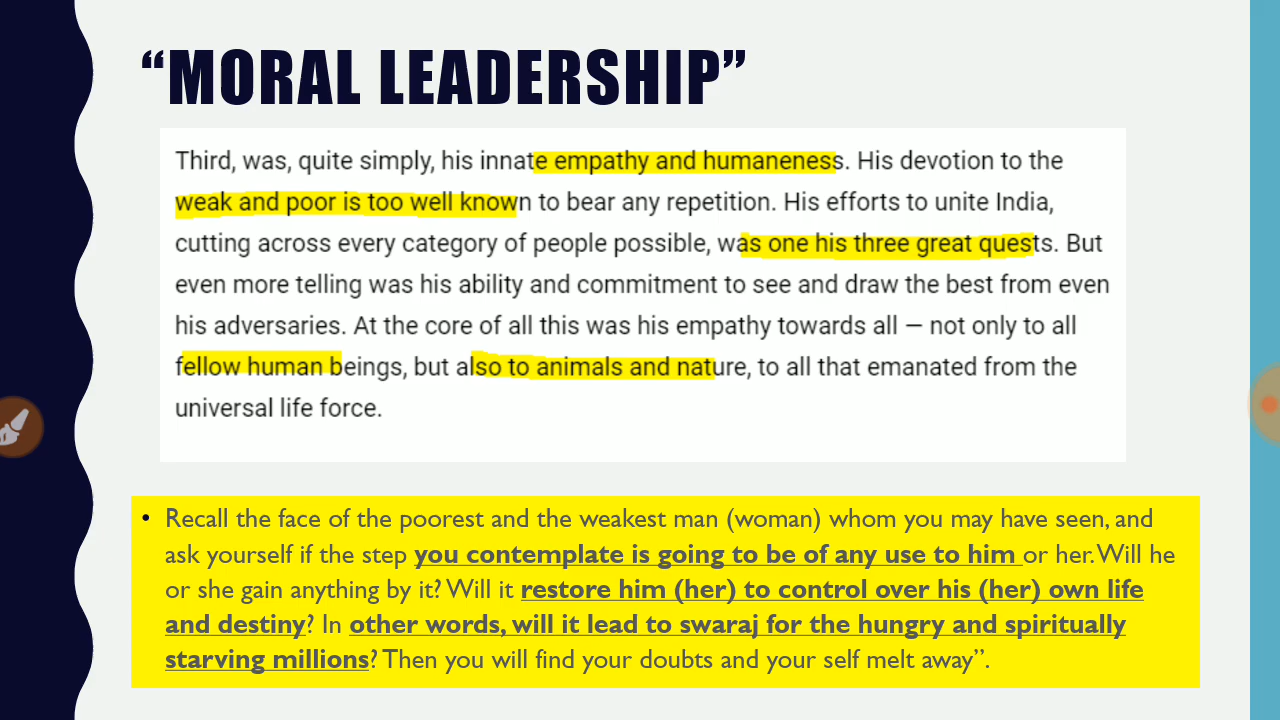 “MORAL LEADERSHIP”
Third, was, quite simply, his innate empathy and humaneness. His devotion to the
weak and poor is too well known to bear any repetition. His efforts to unite India,
cutting across every category of people possible, was one his three great quests. But
even more telling was his ability and commitment to see and draw the best from even
his adversaries. At the core of all this was his empathy towards all — not only to all
fellow human beings, but also to animals and nature, to all that emanated from the
universal life force.
• Recall the face of the poorest and the weakest man (woman) whom you may have seen, and
ask yourself if the step you contemplate is going to be of any use to him or her. Will he
or she gain anything by it? Will it restore him (her) to control over his (her) own life
and destiny? In other words, will it lead to swaraj for the hungry and spiritually
starving millions? Then you will find your doubts and your self melt away”.